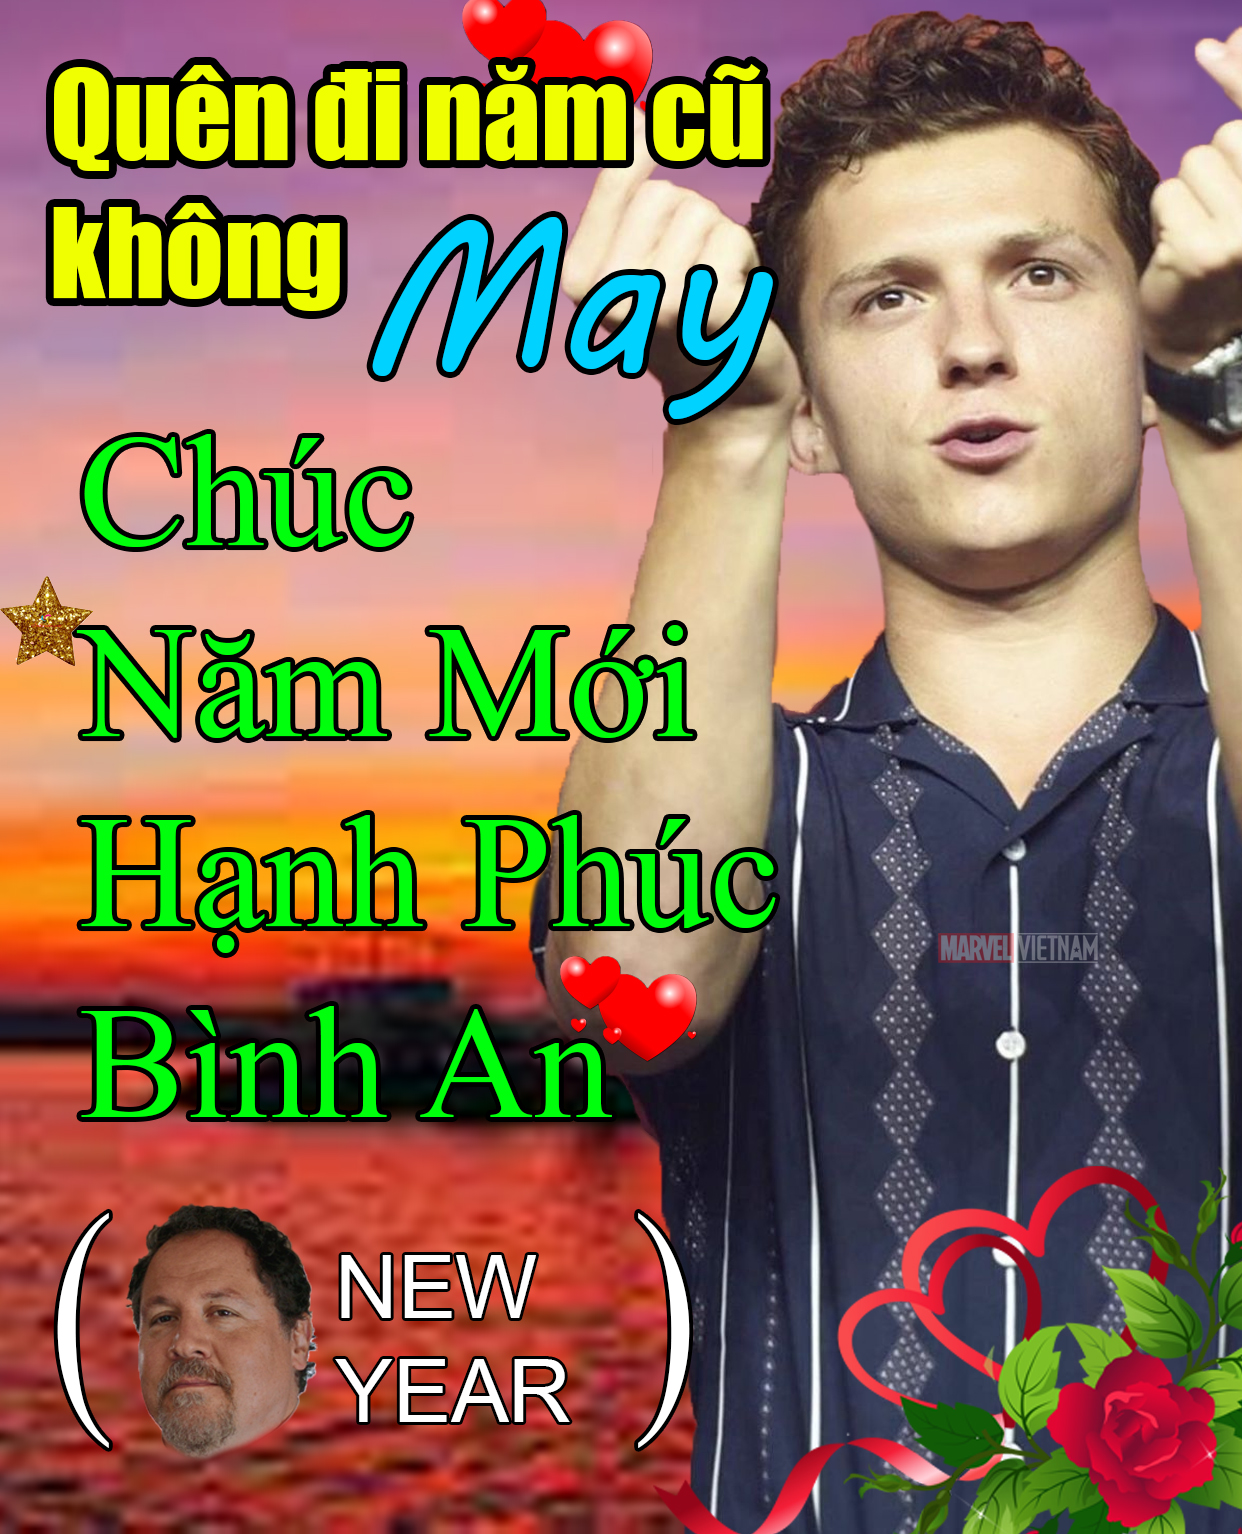 Quên đi năm cũ
không May
Chúc
Năm Mới
Hạnh Phúc
Bình An
( NEW
YEAR )
MARVEL VIETNAM